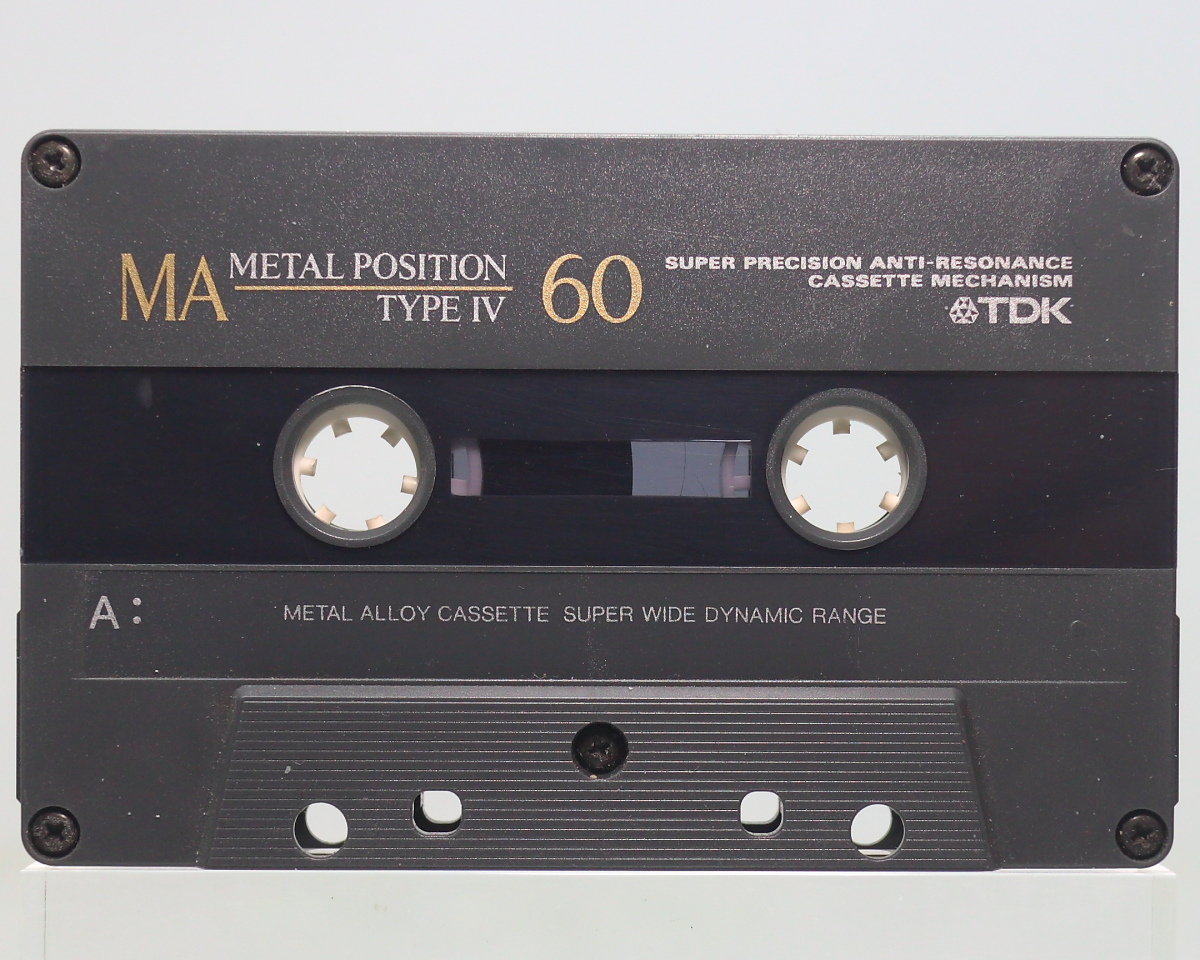 MA METAL POSITION TYPE IV 60
SUPER PRECISION ANTI-RESONANCE
CASSETTE MECHANISM
TDK
A:
METAL ALLOY CASSETTE SUPER WIDE DYNAMIC RANGE